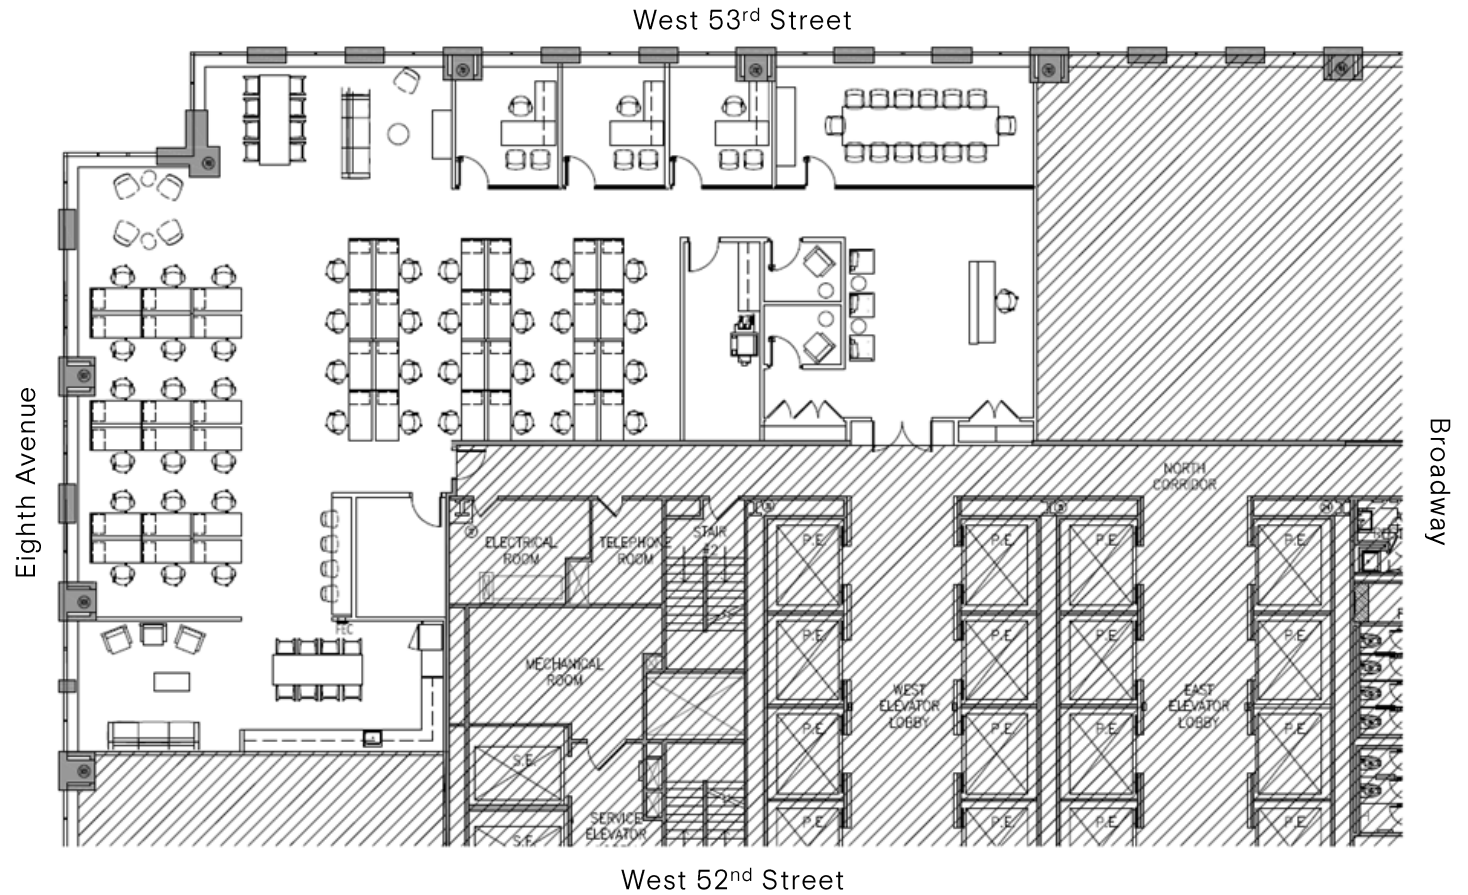 West 53rd Street
Eighth Avenue
Broadway
NORTH
CORRIDOR
ELECTRICAL
ROOM
TELEPHONE
ROOM
STAIR
#2
P.E.
P.E.
P.E.
P.E.
FEC
P.E.
P.E.
P.E.
P.E.
MECHANICAL
ROOM
WEST
ELEVATOR
LOBBY
EAST
ELEVATOR
LOBBY
P.E.
P.E.
P.E.
P.E.
S.E.
SERVICE
ELEVATOR
P.E.
P.E.
P.E.
P.E.
S.E.
West 52nd Street